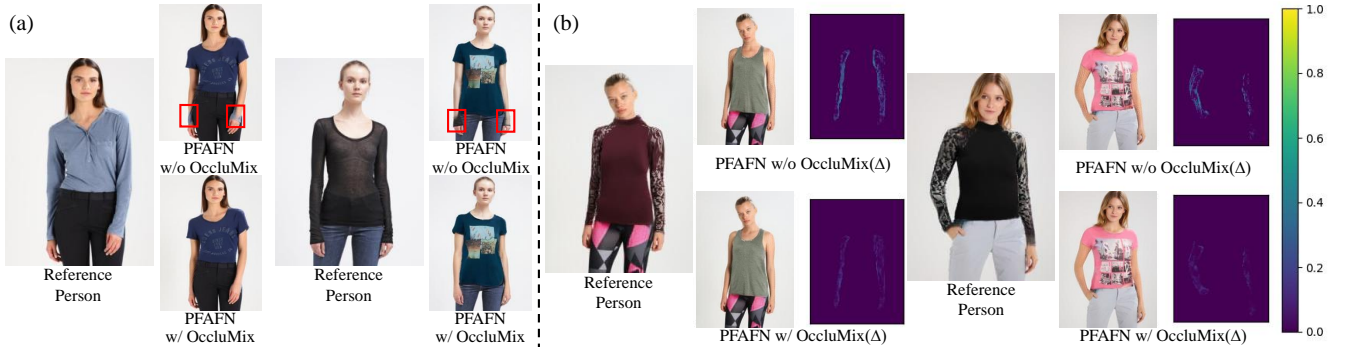 (a)
Reference
Person
PFAFN
w/o OccluMix
PFAFN
w/ OccluMix
Reference
Person
PFAFN
w/o OccluMix
PFAFN
w/ OccluMix
(b)
Reference
Person
PFAFN w/o OccluMix(Δ)
PFAFN w/ OccluMix(Δ)
Reference
Person
PFAFN w/o OccluMix(Δ)
PFAFN w/ OccluMix(Δ)
1.0
0.8
0.6
0.4
0.2
0.0